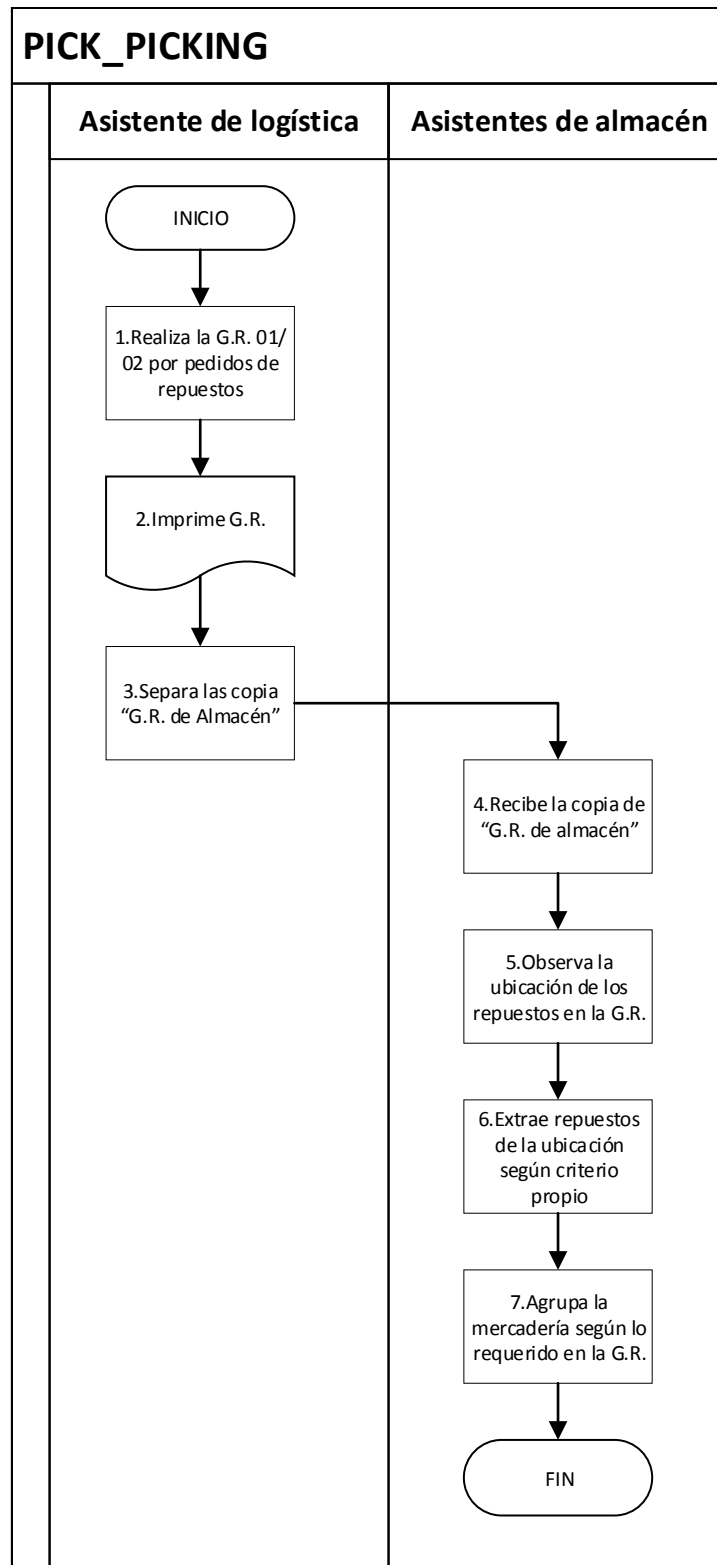 PICK_PICKING
Asistente de logística
Asistentes de almacén
INICIO
1.Realiza la G.R. 01/
02 por pedidos de
repuestos
2.Imprime G.R.
3.Separa las copia
“G.R. de Almacén”
4.Recibe la copia de
“G.R. de almacén”
5.Observa la
ubicación de los
repuestos en la G.R.
6.Extrae repuestos
de la ubicación
según criterio
propio
7.Agrupa la
mercadería según lo
requerido en la G.R.
FIN